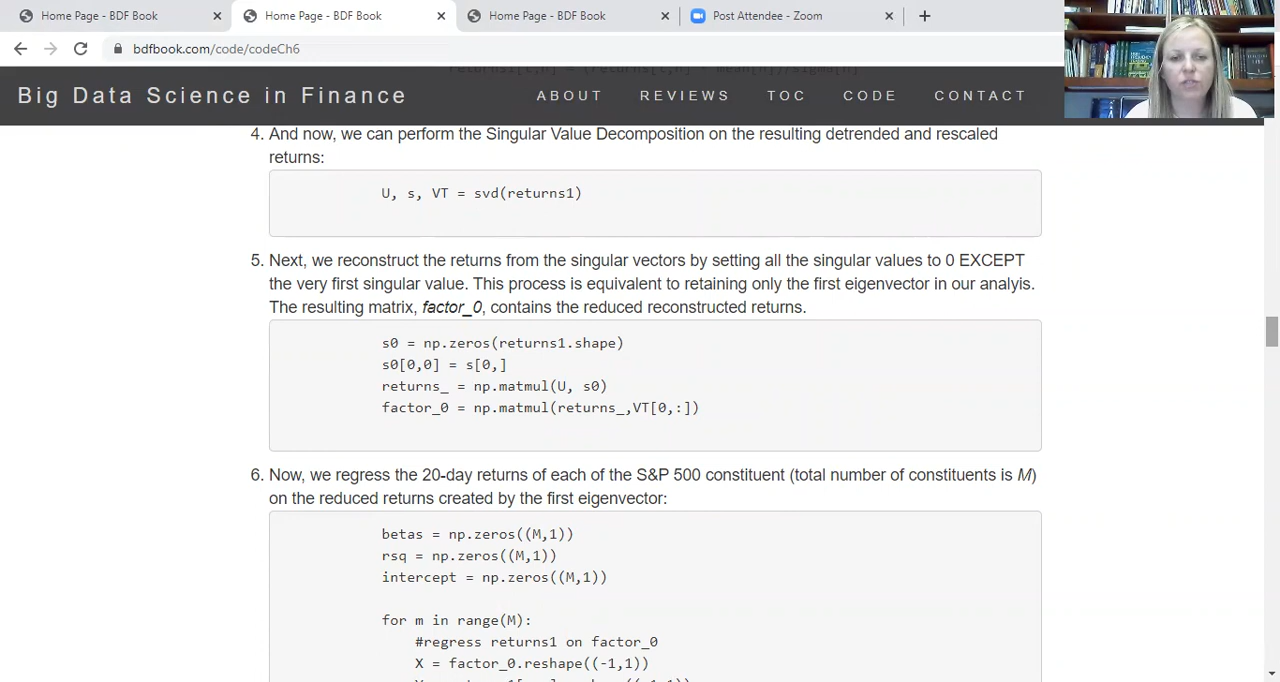 Home Page - BDF Book
Home Page - BDF Book
Home Page - BDF Book
Post Attendee - Zoom
bdfbook.com/code/codeCh6
Big Data Science in Finance
ABOUT REVIEWS TOC CODE CONTACT
4. And now, we can perform the Singular Value Decomposition on the resulting detrended and rescaled
returns:
U, s, VT = svd(returns1)
5. Next, we reconstruct the returns from the singular vectors by setting all the singular values to 0 EXCEPT
the very first singular value. This process is equivalent to retaining only the first eigenvector in our analyis.
The resulting matrix, factor_0, contains the reduced reconstructed returns.
s0 = np.zeros(returns1.shape)
s0[0,0] = s[0,]
returns_ = np.matmul(U, s0)
factor_0 = np.matmul(returns_,VT[0,:])
6. Now, we regress the 20-day returns of each of the S&P 500 constituent (total number of constituents is M)
on the reduced returns created by the first eigenvector:
betas = np.zeros((M,1))
rsq = np.zeros((M,1))
intercept = np.zeros((M,1))
for m in range(M):
#regress returns1 on factor_0
X = factor_0.reshape((-1,1))